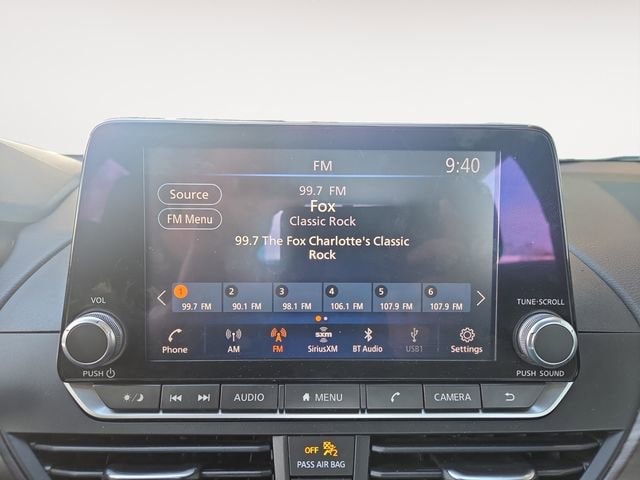 FM
9:40
Source
99.7 FM
Fox
FM Menu
Classic Rock
99.7 The Fox Charlotte's Classic
Rock
1 2 3 4 5 6
99.7 FM 90.1 FM 98.1 FM 106.1 FM 107.9 FM 107.9 FM
VOL
TUNE·SCROLL
Phone AM FM SiriusXM BT Audio USB1 Settings
sxm
PUSH
PUSH SOUND
AUDIO MENU CAMERA
OFF 2
PASS AIR BAG